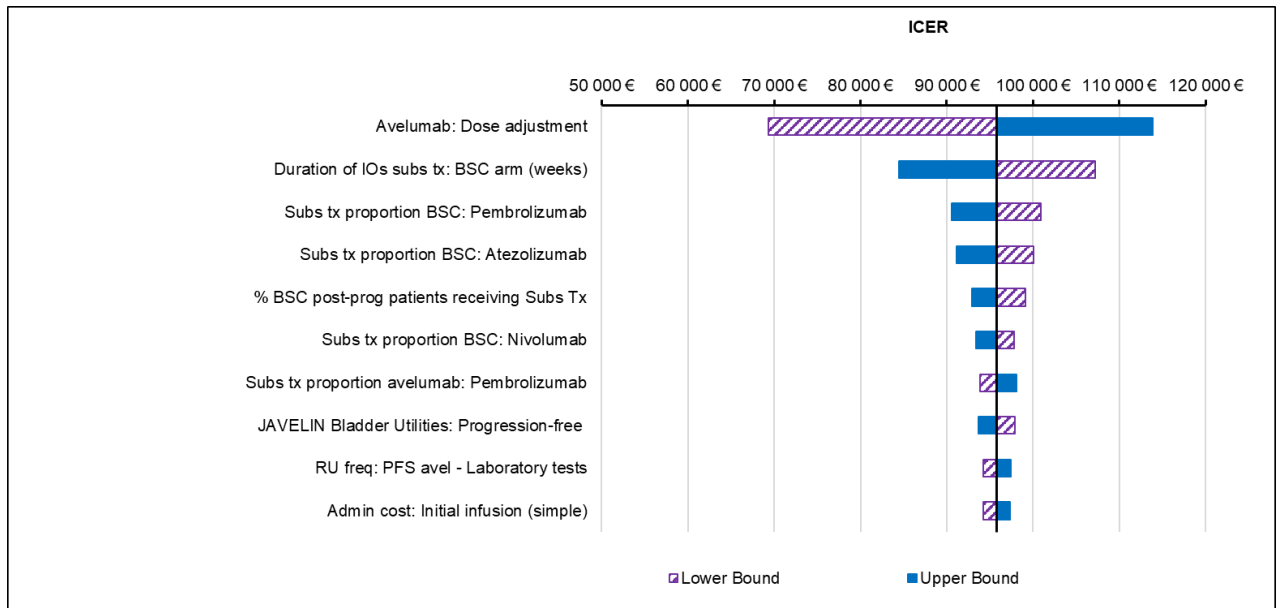 ICER
50 000 € 60 000 € 70 000 € 80 000 € 90 000 € 100 000 € 110 000 € 120 000 €
Avelumab: Dose adjustment
Duration of IOs subs tx: BSC arm (weeks)
Subs tx proportion BSC: Pembrolizumab
Subs tx proportion BSC: Atezolizumab
% BSC post-prog patients receiving Subs Tx
Subs tx proportion BSC: Nivolumab
Subs tx proportion avelumab: Pembrolizumab
JAVELIN Bladder Utilities: Progression-free
RU freq: PFS avel - Laboratory tests
Admin cost: Initial infusion (simple)
Lower Bound Upper Bound